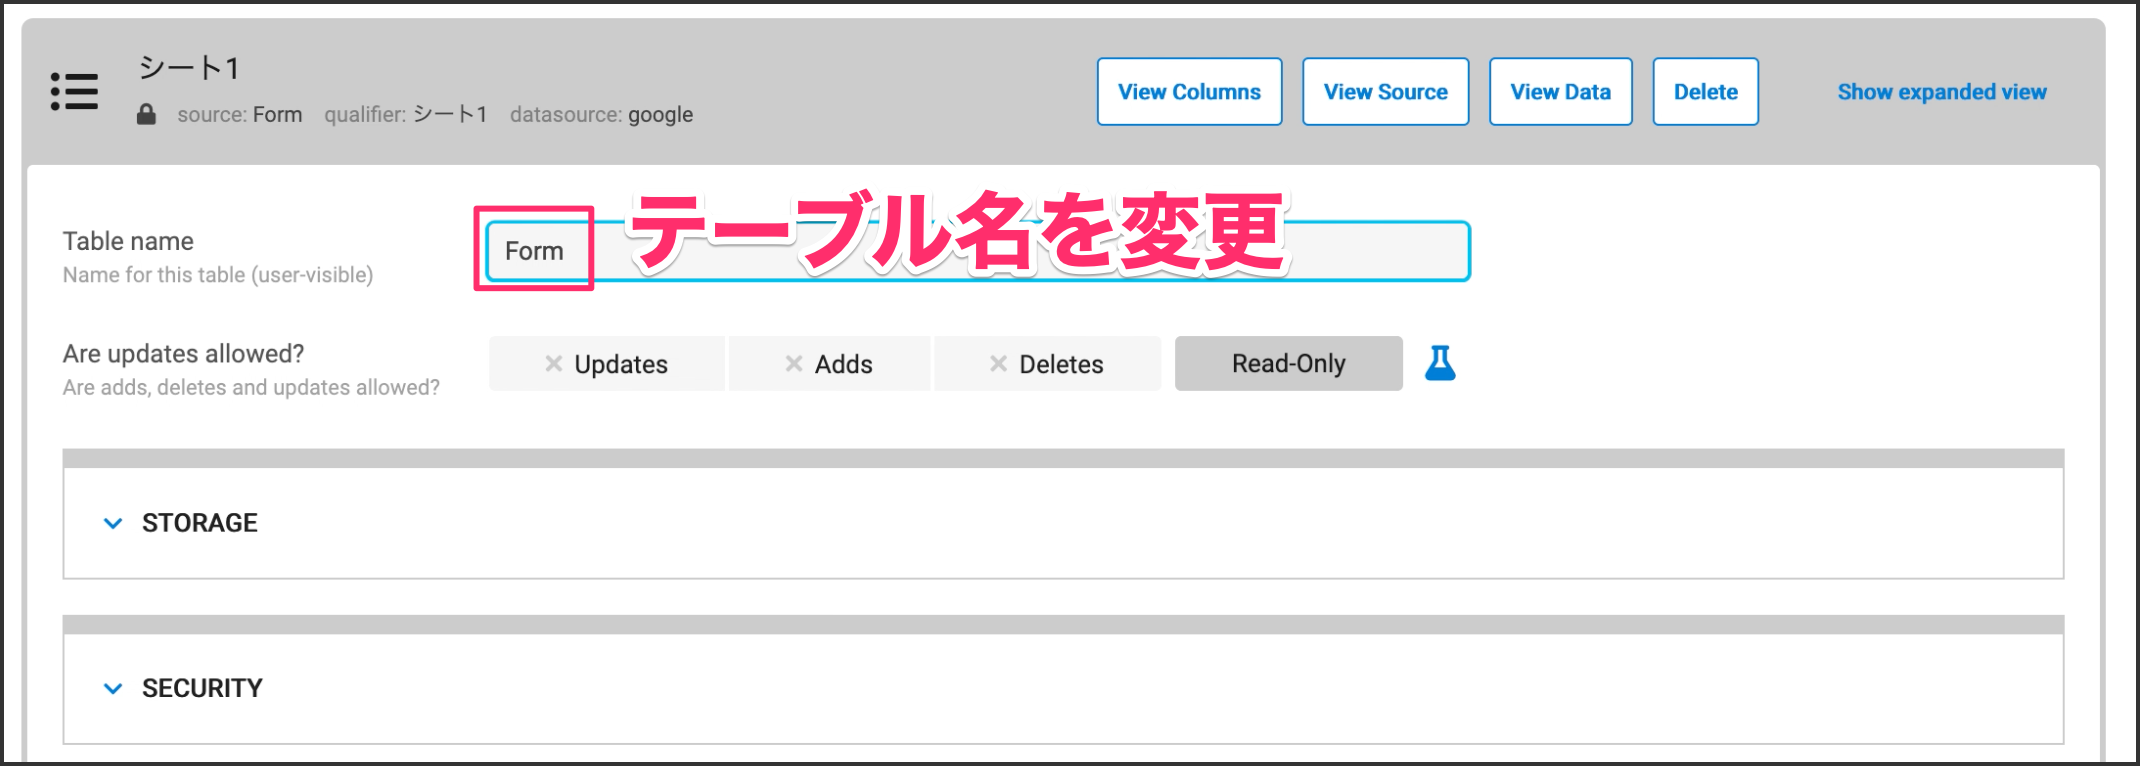 シート1
source: Form qualifier: シート1 datasource: google
View Columns
View Source
View Data
Delete
Show expanded view
Table name
Name for this table (user-visible)
Form
テーブル名を変更
Are updates allowed?
Are adds, deletes and updates allowed?
Updates
Adds
Deletes
Read-Only
STORAGE
SECURITY